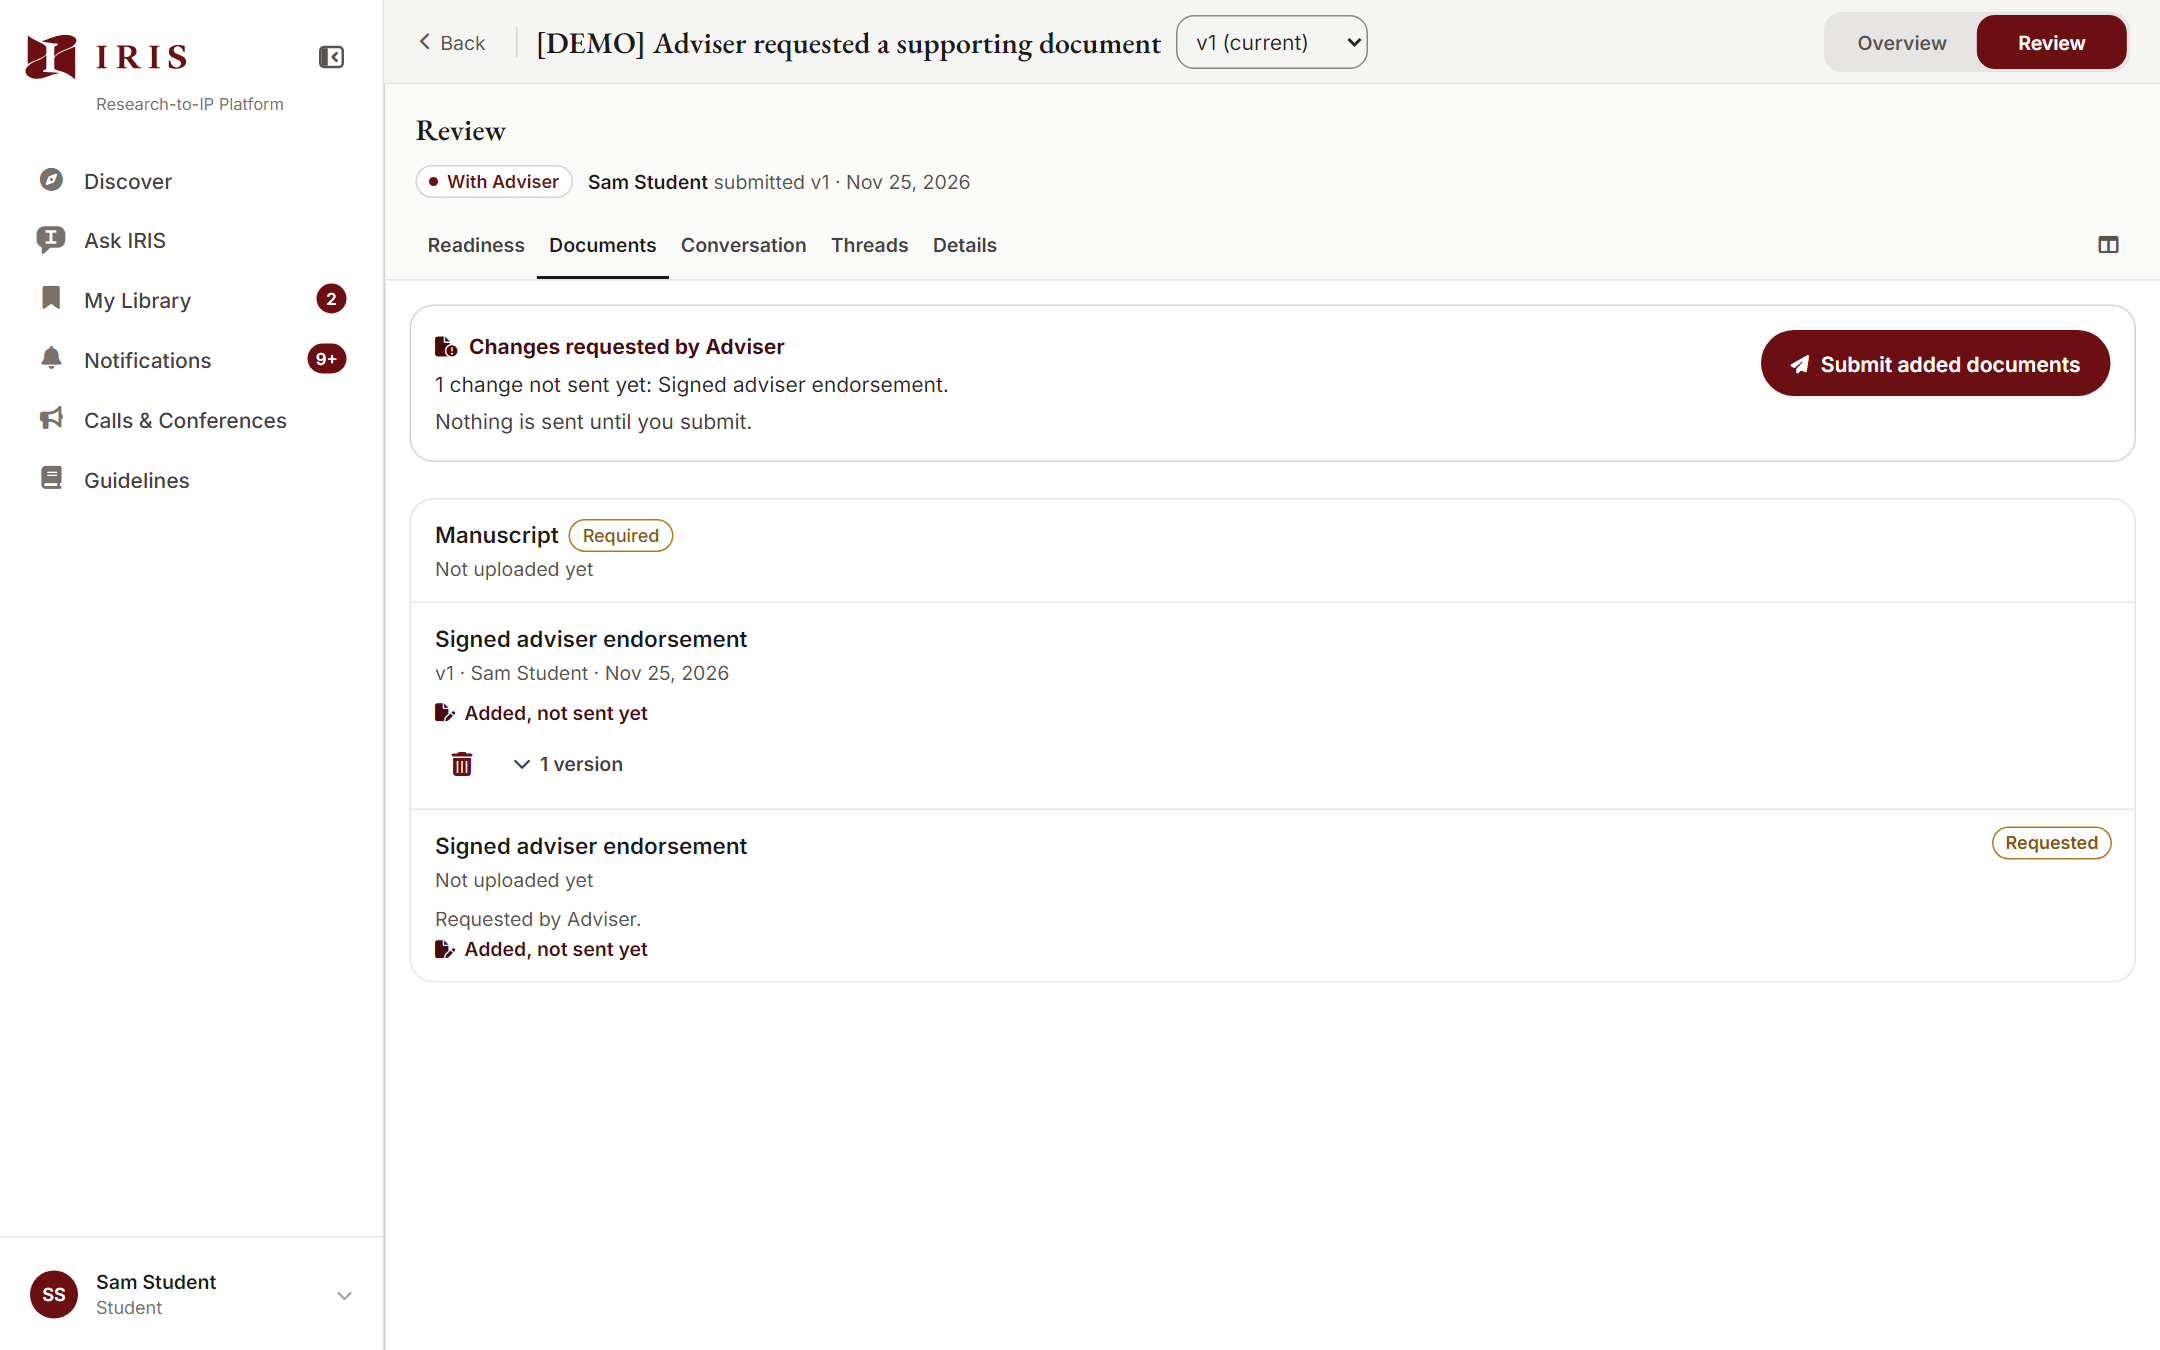 IRIS
Research-to-IP Platform
Discover
Ask IRIS
My Library 2
Notifications 9+
Calls & Conferences
Guidelines
SS
Sam Student
Student
Back
[DEMO] Adviser requested a supporting document
v1 (current)
Overview
Review
Review
With Adviser
Sam Student submitted v1 · Nov 25, 2026
Readiness
Documents
Conversation
Threads
Details
Changes requested by Adviser
1 change not sent yet: Signed adviser endorsement.
Nothing is sent until you submit.
Submit added documents
Manuscript Required
Not uploaded yet
Signed adviser endorsement
v1 · Sam Student · Nov 25, 2026
Added, not sent yet
1 version
Signed adviser endorsement
Requested
Not uploaded yet
Requested by Adviser.
Added, not sent yet